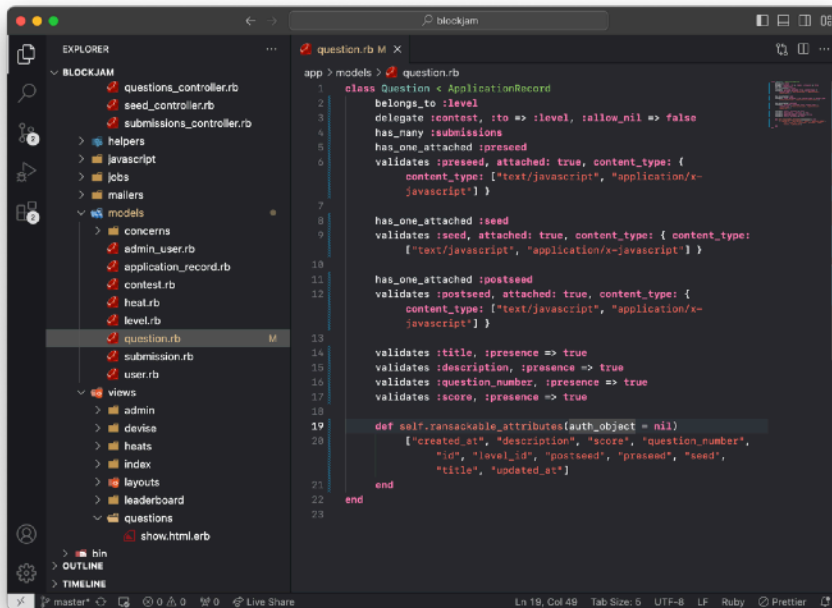 blockjam
EXPLORER
BLOCKJAM
questions_controller.rb
seed_controller.rb
submissions_controller.rb
helpers
javascript
jobs
mailers
models
concerns
admin_user.rb
application_record.rb
contest.rb
heat.rb
level.rb
question.rb M
submission.rb
user.rb
views
admin
devise
heats
index
layouts
leaderboard
questions
show.html.erb
bin
OUTLINE
TIMELINE
2
2
question.rb M
app > models > question.rb
1 class Question < ApplicationRecord
2 belongs_to :level
3 delegate :contest, :to => :level, :allow_nil => false
4 has_many :submissions
5 has_one_attached :preseed
6 validates :preseed, attached: true, content_type: {
content_type: ["text/javascript", "application/x-
javascript"] }
7
8 has_one_attached :seed
9 validates :seed, attached: true, content_type: { content_type:
["text/javascript", "application/x-javascript"] }
10
11 has_one_attached :postseed
12 validates :postseed, attached: true, content_type: {
content_type: ["text/javascript", "application/x-
javascript"] }
13
14 validates :title, :presence => true
15 validates :description, :presence => true
16 validates :question_number, :presence => true
17 validates :score, :presence => true
18
19 def self.ransackable_attributes(auth_object = nil)
20 ["created_at", "description", "score", "question_number",
"id", "level_id", "postseed", "preseed", "seed",
"title", "updated_at"]
21 end
22 end
23
master* 0 0 0 Live Share Ln 19, Col 49 Tab Size: 5 UTF-8 LF Ruby Prettier